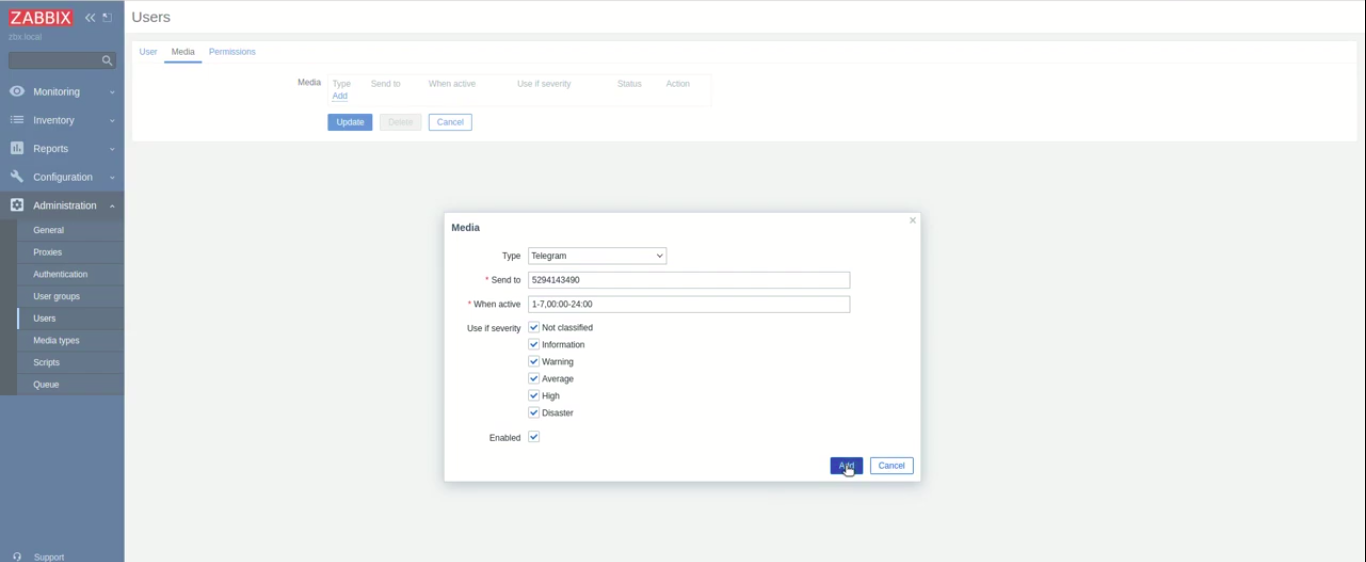 ZABBIX
zbx.local
Monitoring
Inventory
Reports
Configuration
Administration
General
Proxies
Authentication
User groups
Users
Media types
Scripts
Queue
Support
Users
User Media Permissions
Media Type Send to When active Use if severity Status Action
Add
Update Delete Cancel
Media
Type Telegram
* Send to 5294143490
* When active 1-7,00:00-24:00
Use if severity Not classified
Information
Warning
Average
High
Disaster
Enabled
Add Cancel